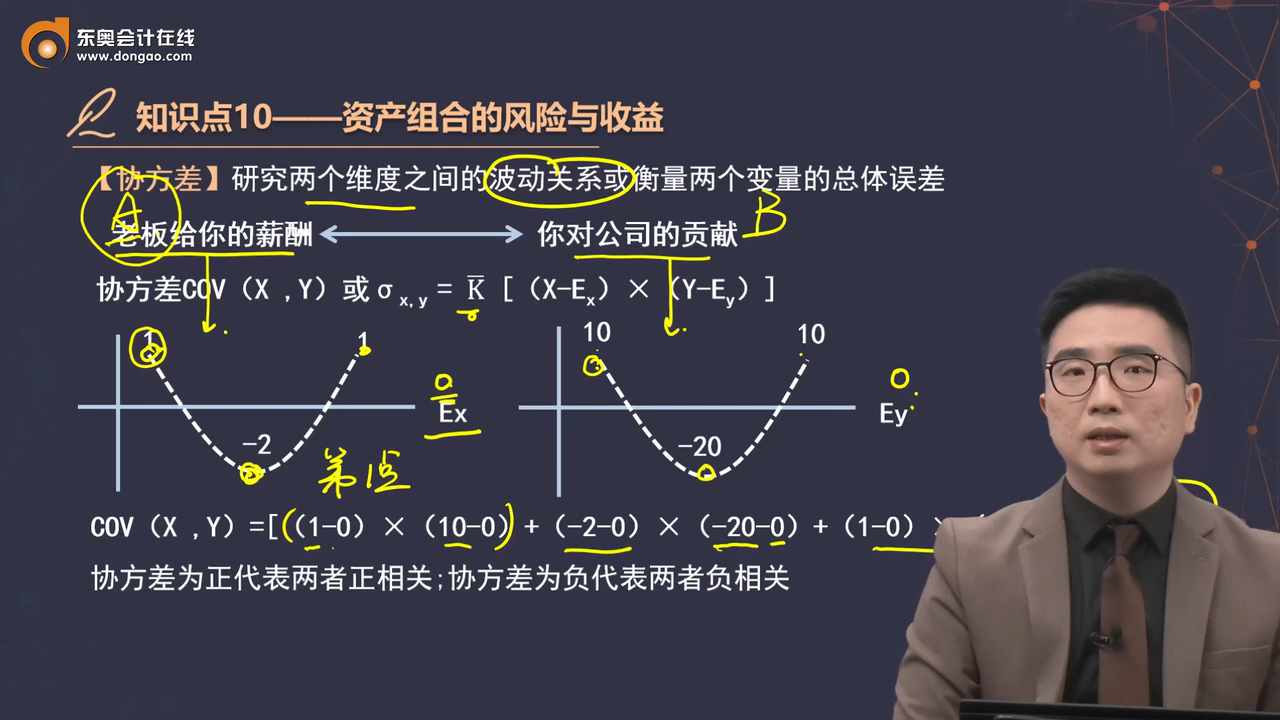 东奥会计在线
www.dongao.com
知识点10——资产组合的风险与收益
【协方差】研究两个维度之间的波动关系或衡量两个变量的总体误差
A
B
老板给你的薪酬 你对公司的贡献
协方差COV（X ,Y）或σx,y = K̅ [（X-Ex）×（Y-Ey）]
1 1 10 10
0 0
Ex Ey
-2 -20
COV（X ,Y）=[（1-0）×（10-0）+（-2-0）×（-20-0）+（1-0）×
协方差为正代表两者正相关;协方差为负代表两者负相关